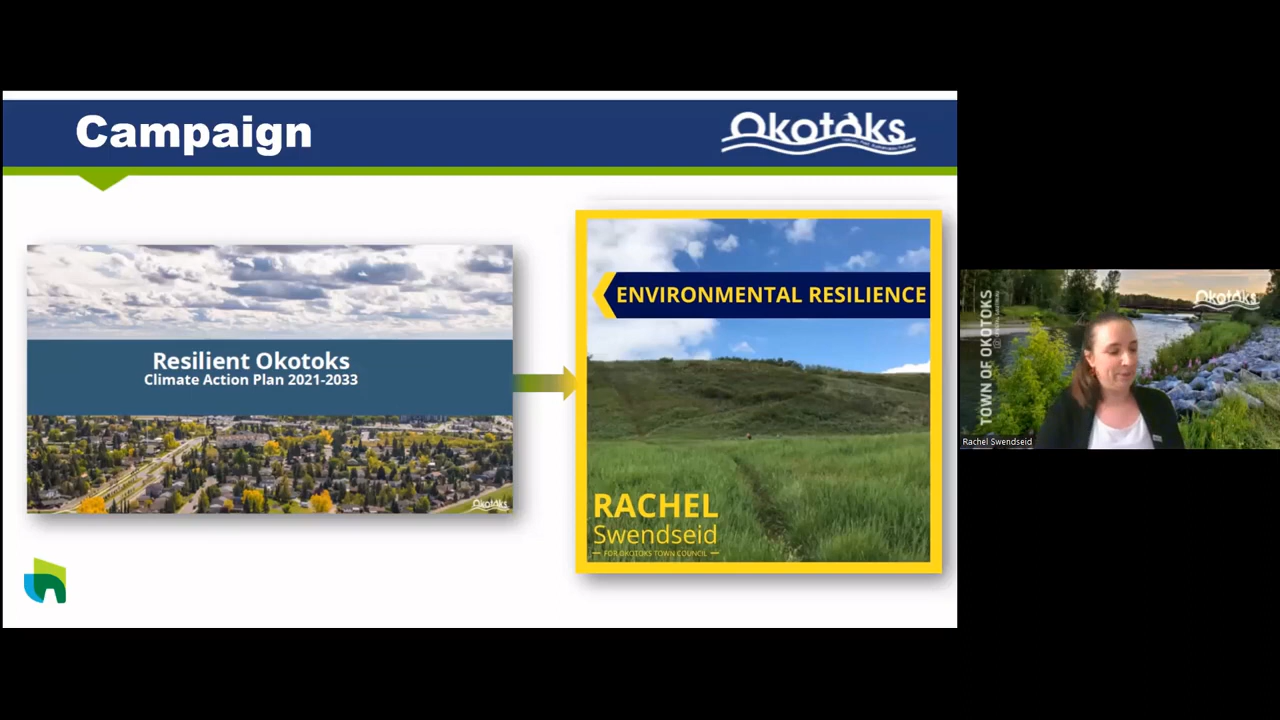 Campaign
Okotoks
Resilient Okotoks
Climate Action Plan 2021-2033
Okotoks
ENVIRONMENTAL RESILIENCE
RACHEL
Swendseid
FOR OKOTOKS TOWN COUNCIL
TOWN OF OKOTOKS
Okotoks
Rachel Swendseid